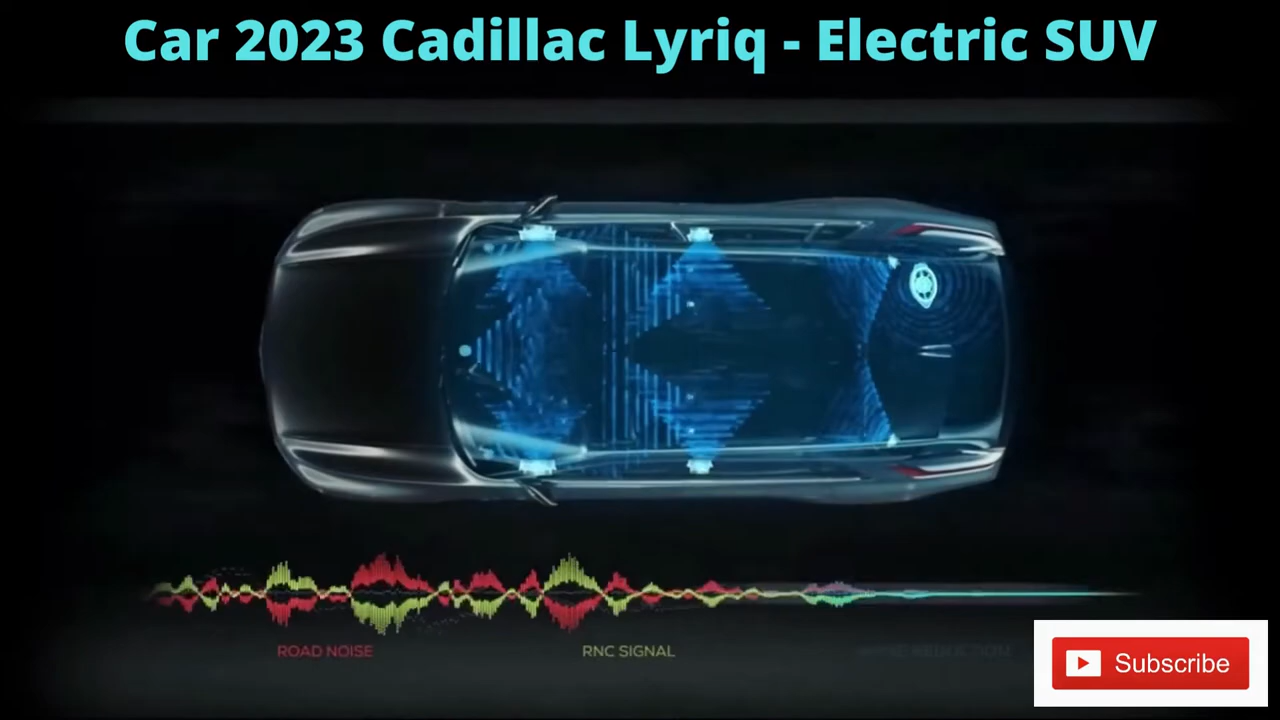 Car 2023 Cadillac Lyriq - Electric SUV
ROAD NOISE
RNC SIGNAL
Subscribe